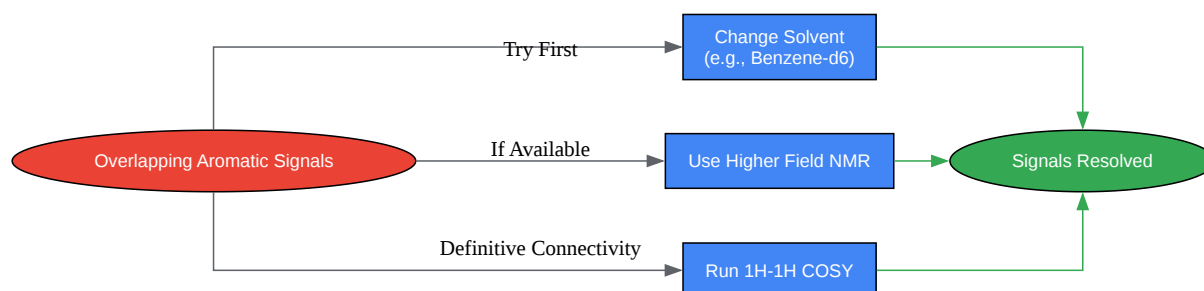 Try First
Change Solvent
(e.g., Benzene-d6)
Overlapping Aromatic Signals
If Available
Use Higher Field NMR
Signals Resolved
Definitive Connectivity
Run 1H-1H COSY